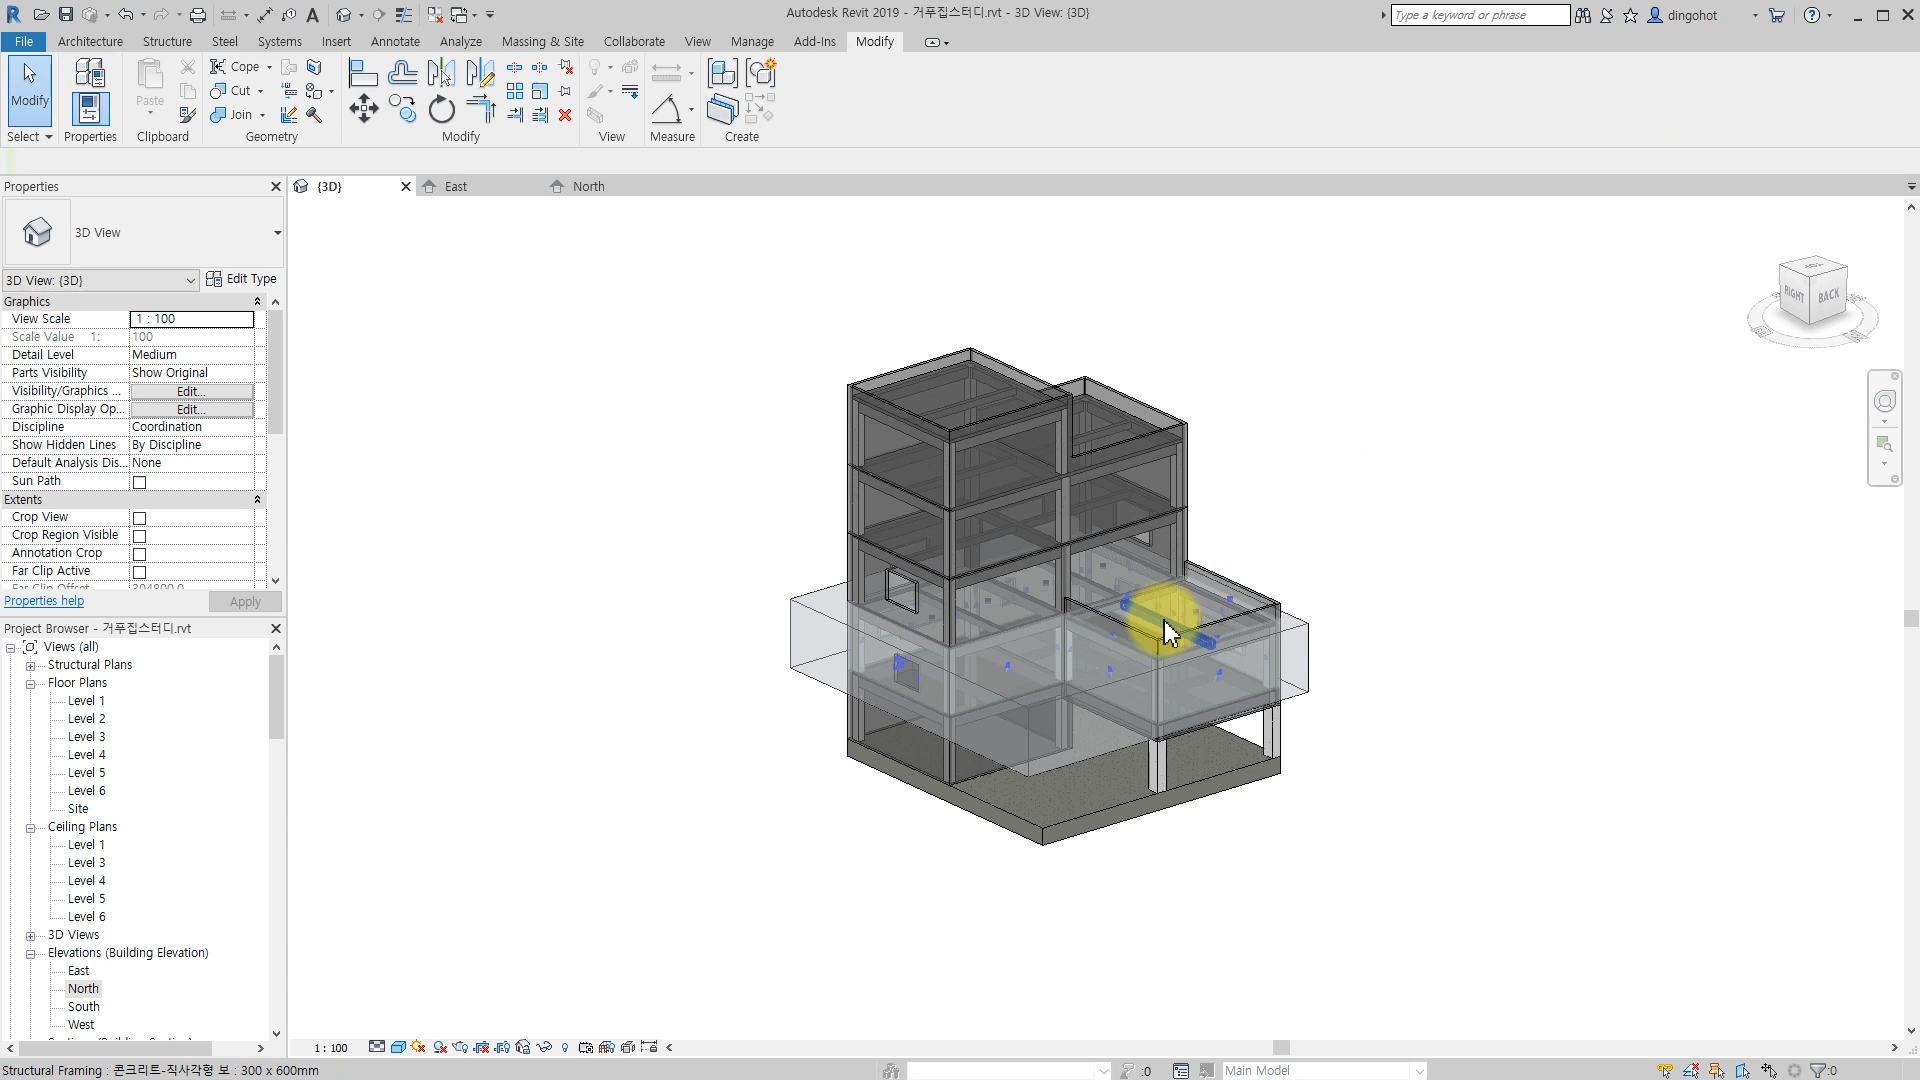 Autodesk Revit 2019 - 거푸집스터디.rvt - 3D View: {3D}
Type a keyword or phrase
dingohot
File Architecture Structure Steel Systems Insert Annotate Analyze Massing & Site Collaborate View Manage Add-Ins Modify
Modify
Paste
Cope
Cut
Join
Select Properties Clipboard Geometry Modify View Measure Create
Properties
{3D}
East
North
3D View
3D View: {3D}
Edit Type
Graphics
View Scale 1 : 100
Scale Value 1: 100
Detail Level Medium
Parts Visibility Show Original
Visibility/Graphics ... Edit...
Graphic Display Op... Edit...
Discipline Coordination
Show Hidden Lines By Discipline
Default Analysis Dis... None
Sun Path
Extents
Crop View
Crop Region Visible
Annotation Crop
Far Clip Active
Far Clip Offset 304800.0
Properties help
Apply
Project Browser - 거푸집스터디.rvt
Views (all)
Structural Plans
Floor Plans
Level 1
Level 2
Level 3
Level 4
Level 5
Level 6
Site
Ceiling Plans
Level 1
Level 3
Level 4
Level 5
Level 6
3D Views
Elevations (Building Elevation)
East
North
South
West
RIGHT
BACK
1 : 100
Structural Framing : 콘크리트-직사각형 보 : 300 x 600mm
:0
Main Model
:0